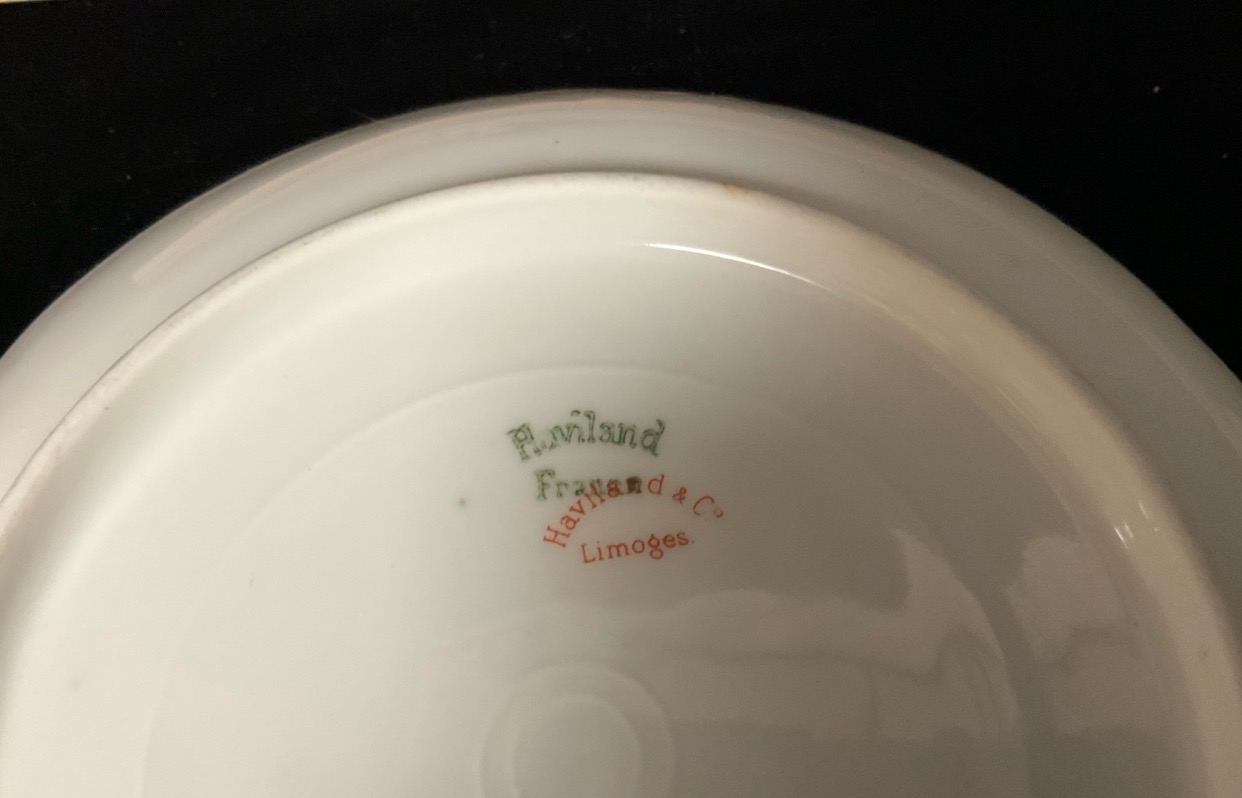 Haviland
France
Haviland & Co
Limoges.